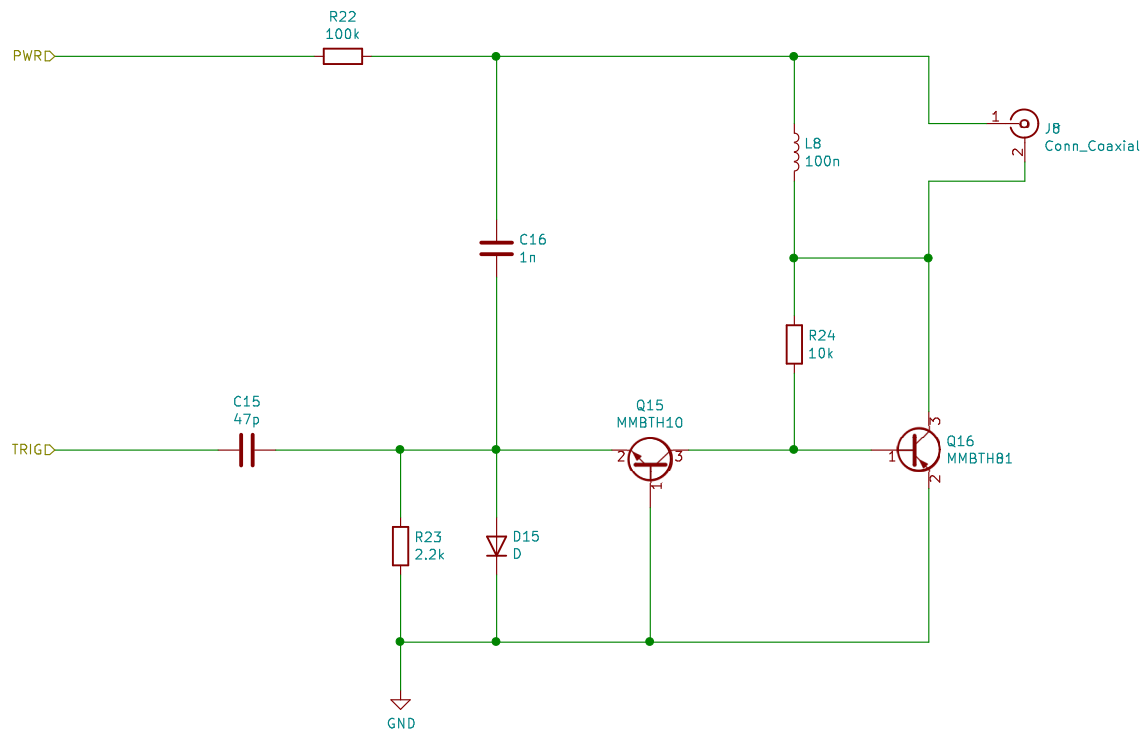 R22
100k
PWR
1
J8
Conn_Coaxial
2
L8
100n
C16
1n
R24
10k
C15
47p
Q15
MMBTH10
TRIG
2
3
1
3
Q16
MMBTH81
1
2
R23
2.2k
D15
D
GND